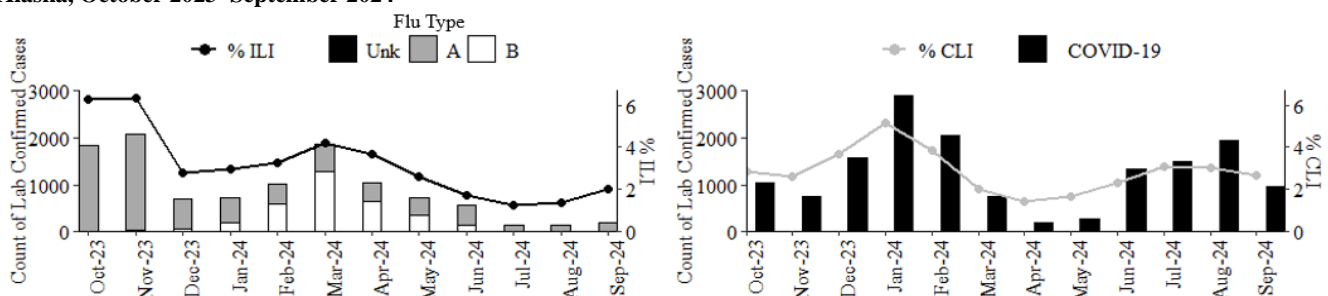 Alaska, October 2023–September 2024
Flu Type
% ILI Unk A B
Count of Lab Confirmed Cases
3000
2000
1000
0
6
4
2
0
% ILI
Oct-23
Nov-23
Dec-23
Jan-24
Feb-24
Mar-24
Apr-24
May-24
Jun-24
Jul-24
Aug-24
Sep-24
% CLI COVID-19
Count of Lab Confirmed Cases
3000
2000
1000
0
6
4
2
0
% CLI
Oct-23
Nov-23
Dec-23
Jan-24
Feb-24
Mar-24
Apr-24
May-24
Jun-24
Jul-24
Aug-24
Sep-24